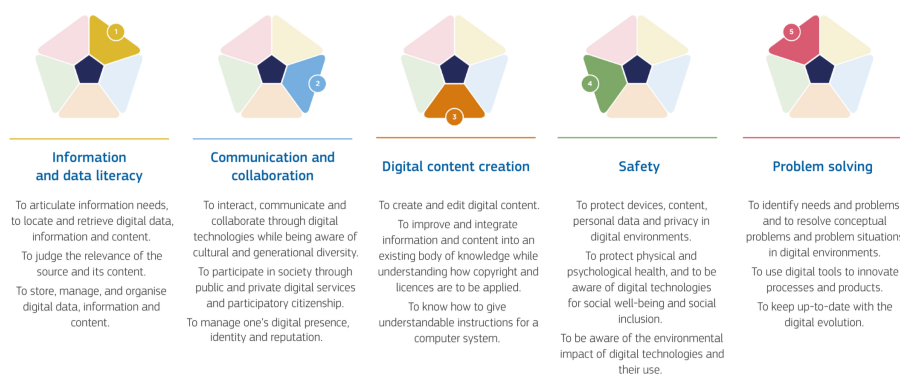 1
Information
and data literacy
To articulate information needs,
to locate and retrieve digital data,
information and content.
To judge the relevance of the
source and its content.
To store, manage, and organise
digital data, information and
content.
2
Communication and
collaboration
To interact, communicate and
collaborate through digital
technologies while being aware of
cultural and generational diversity.
To participate in society through
public and private digital services
and participatory citizenship.
To manage one's digital presence,
identity and reputation.
3
Digital content creation
To create and edit digital content.
To improve and integrate
information and content into an
existing body of knowledge while
understanding how copyright and
licences are to be applied.
To know how to give
understandable instructions for a
computer system.
4
Safety
To protect devices, content,
personal data and privacy in
digital environments.
To protect physical and
psychological health, and to be
aware of digital technologies
for social well-being and social
inclusion.
To be aware of the environmental
impact of digital technologies and
their use.
5
Problem solving
To identify needs and problems
and to resolve conceptual
problems and problem situations
in digital environments.
To use digital tools to innovate
processes and products.
To keep up-to-date with the
digital evolution.